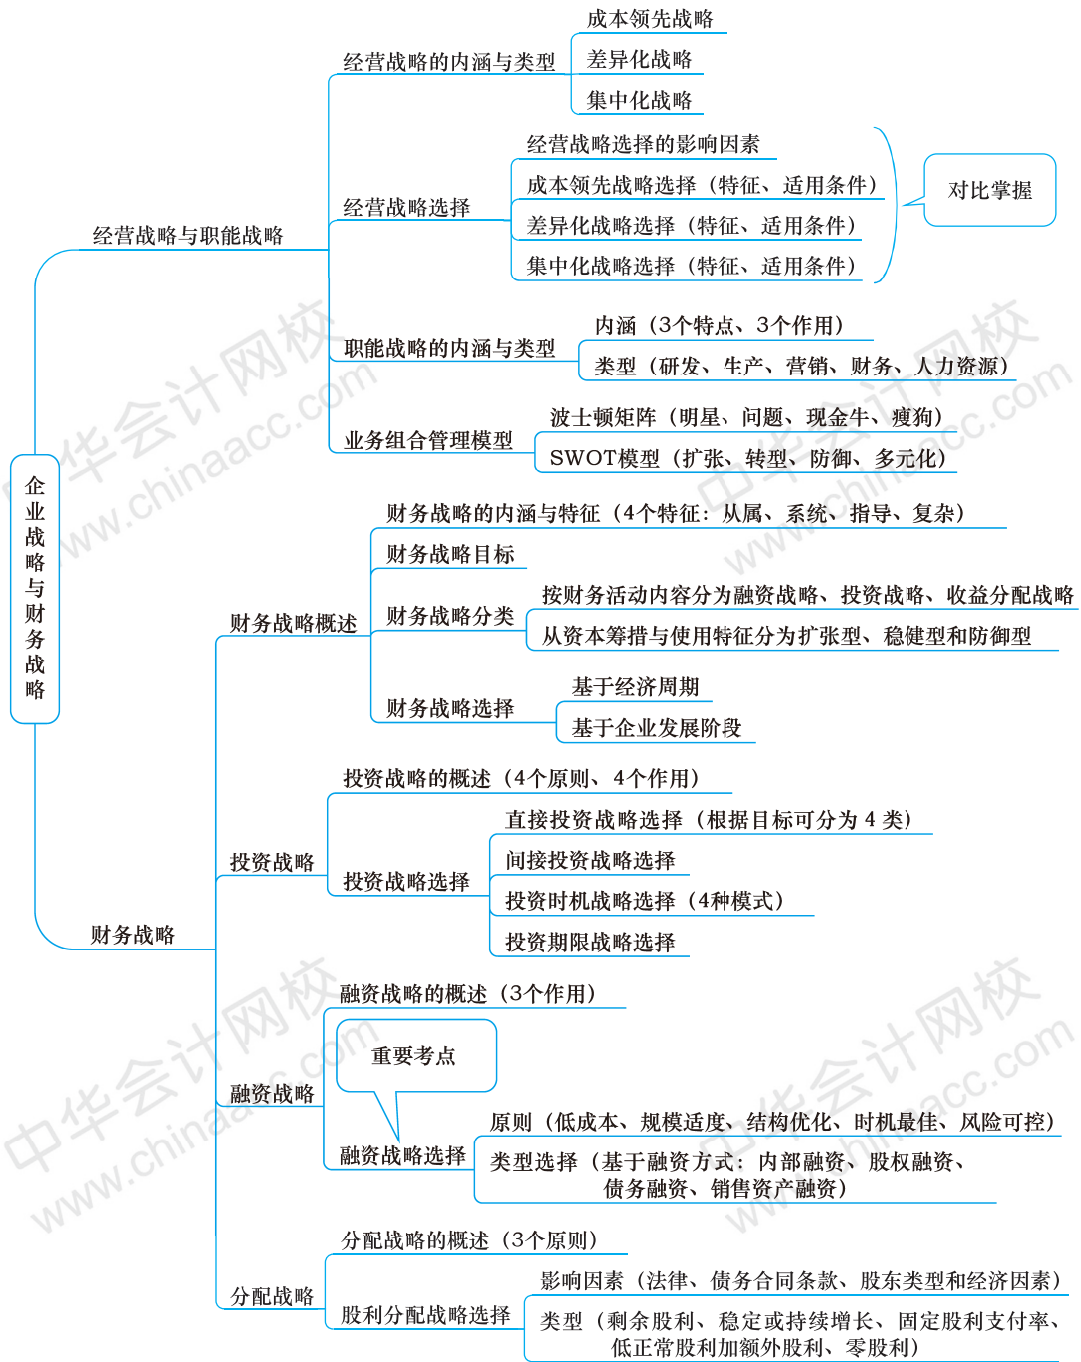 成本领先战略
经营战略的内涵与类型
差异化战略
集中化战略
经营战略选择的影响因素
成本领先战略选择（特征、适用条件）
对比掌握
经营战略选择
差异化战略选择（特征、适用条件）
经营战略与职能战略
集中化战略选择（特征、适用条件）
内涵（3个特点、3个作用）
职能战略的内涵与类型
类型（研发、生产、营销、财务、人力资源）
波士顿矩阵（明星、问题、现金牛、瘦狗）
业务组合管理模型
SWOT模型（扩张、转型、防御、多元化）
企业战略与财务战略
财务战略的内涵与特征（4个特征：从属、系统、指导、复杂）
财务战略目标
按财务活动内容分为融资战略、投资战略、收益分配战略
财务战略分类
财务战略概述
从资本筹措与使用特征分为扩张型、稳健型和防御型
基于经济周期
财务战略选择
基于企业发展阶段
投资战略的概述（4个原则、4个作用）
直接投资战略选择（根据目标可分为 4 类）
投资战略
间接投资战略选择
投资战略选择
投资时机战略选择（4种模式）
财务战略
投资期限战略选择
融资战略的概述（3个作用）
重要考点
融资战略
原则（低成本、规模适度、结构优化、时机最佳、风险可控）
融资战略选择
类型选择（基于融资方式：内部融资、股权融资、
债务融资、销售资产融资）
分配战略的概述（3个原则）
影响因素（法律、债务合同条款、股东类型和经济因素）
分配战略
股利分配战略选择
类型（剩余股利、稳定或持续增长、固定股利支付率、
低正常股利加额外股利、零股利）
中华会计网校
www.chinaacc.com
中华会计网校
www.chinaacc.com
中华会计网校
www.chinaacc.com
中华会计网校
www.chinaacc.com